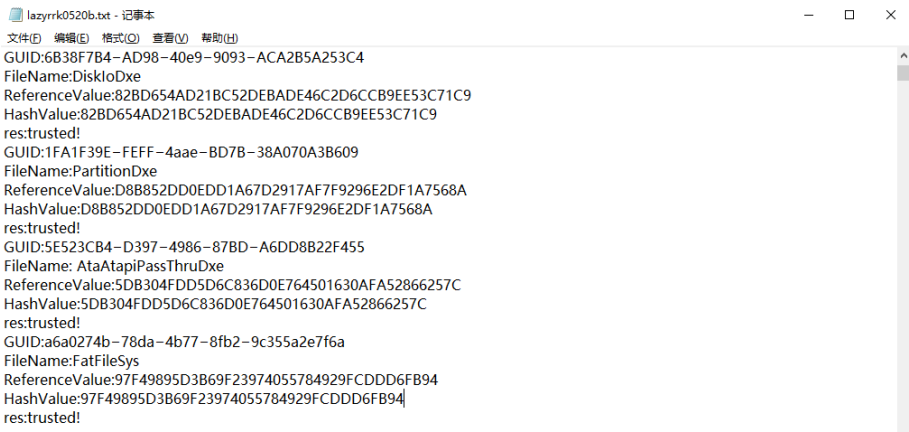 lazyrrk0520b.txt - 记事本
文件(F) 编辑(E) 格式(O) 查看(V) 帮助(H)
GUID:6B38F7B4-AD98-40e9-9093-ACA2B5A253C4
FileName:DiskIoDxe
ReferenceValue:82BD654AD21BC52DEBADE46C2D6CCB9EE53C71C9
HashValue:82BD654AD21BC52DEBADE46C2D6CCB9EE53C71C9
res:trusted!
GUID:1FA1F39E-FEFF-4aae-BD7B-38A070A3B609
FileName:PartitionDxe
ReferenceValue:D8B852DD0EDD1A67D2917AF7F9296E2DF1A7568A
HashValue:D8B852DD0EDD1A67D2917AF7F9296E2DF1A7568A
res:trusted!
GUID:5E523CB4-D397-4986-87BD-A6DD8B22F455
FileName: AtaAtapiPassThruDxe
ReferenceValue:5DB304FDD5D6C836D0E764501630AFA52866257C
HashValue:5DB304FDD5D6C836D0E764501630AFA52866257C
res:trusted!
GUID:a6a0274b-78da-4b77-8fb2-9c355a2e7f6a
FileName:FatFileSys
ReferenceValue:97F49895D3B69F23974055784929FCDDD6FB94
HashValue:97F49895D3B69F23974055784929FCDDD6FB94
res:trusted!